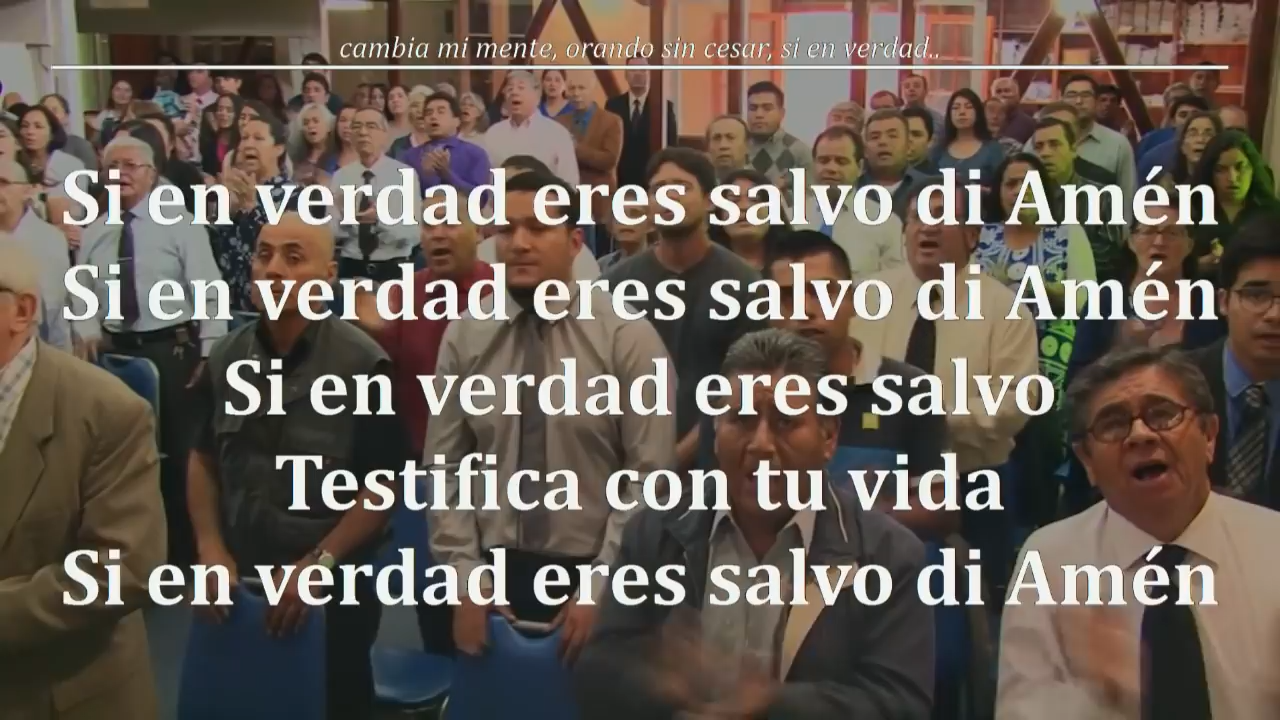 cambia mi mente, orando sin cesar, si en verdad..
Si en verdad eres salvo di Amén
Si en verdad eres salvo di Amén
Si en verdad eres salvo
Testifica con tu vida
Si en verdad eres salvo di Amén